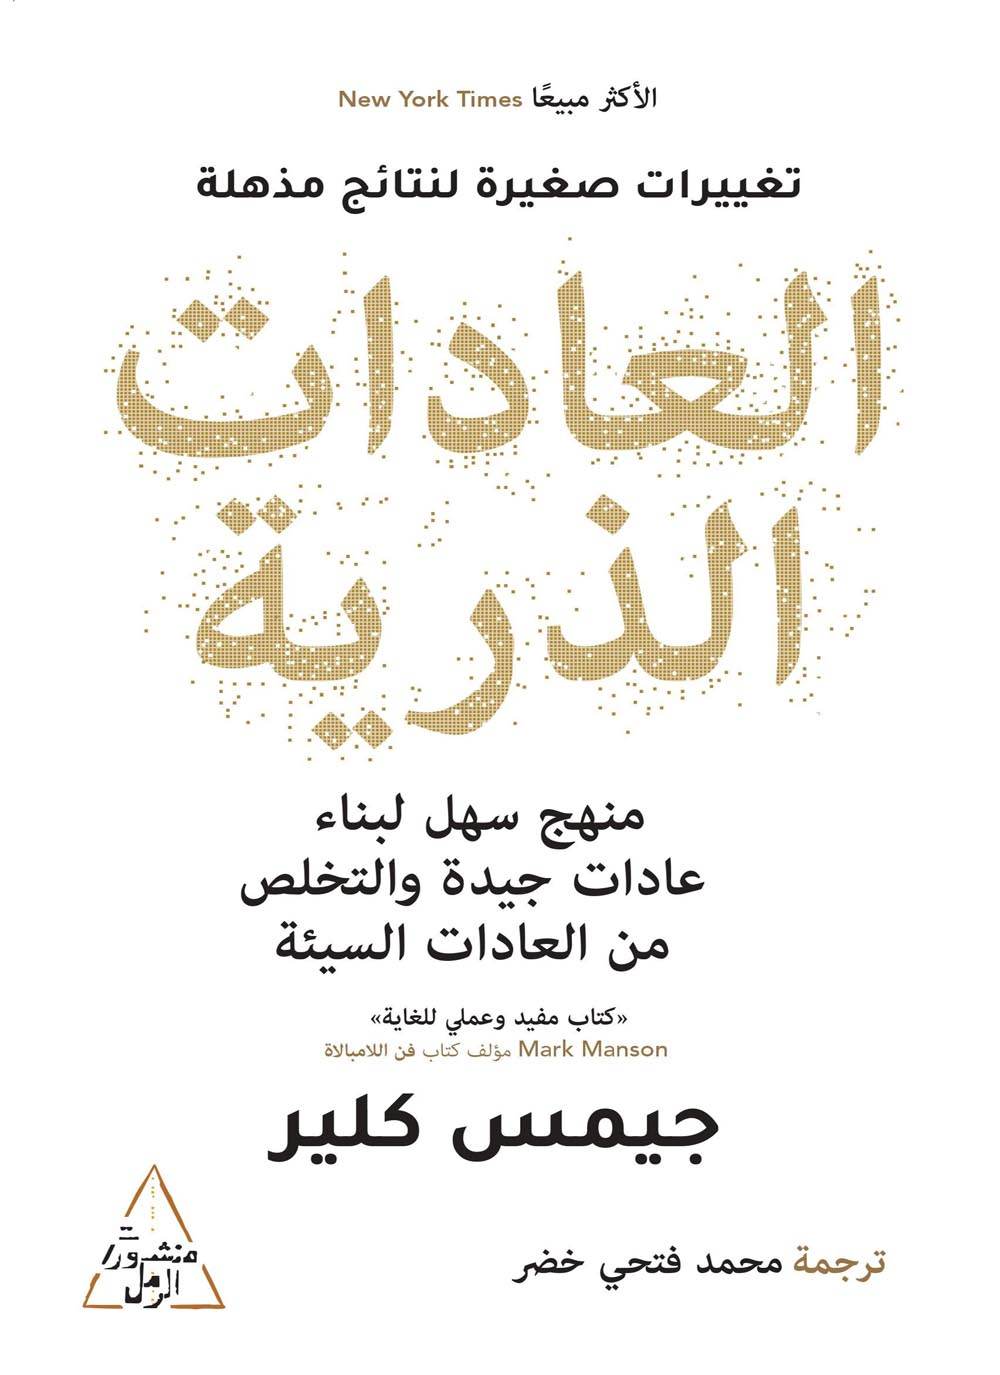 الأكثر مبيعًا New York Times
تغييرات صغيرة لنتائج مذهلة
العادات
الذرية
منهج سهل لبناء
عادات جيدة والتخلص
من العادات السيئة
«كتاب مفيد وعملي للغاية»
Mark Manson مؤلف كتاب فن اللامبالاة
جيمس كلير
ترجمة محمد فتحي خضر
منشورات
الرمل